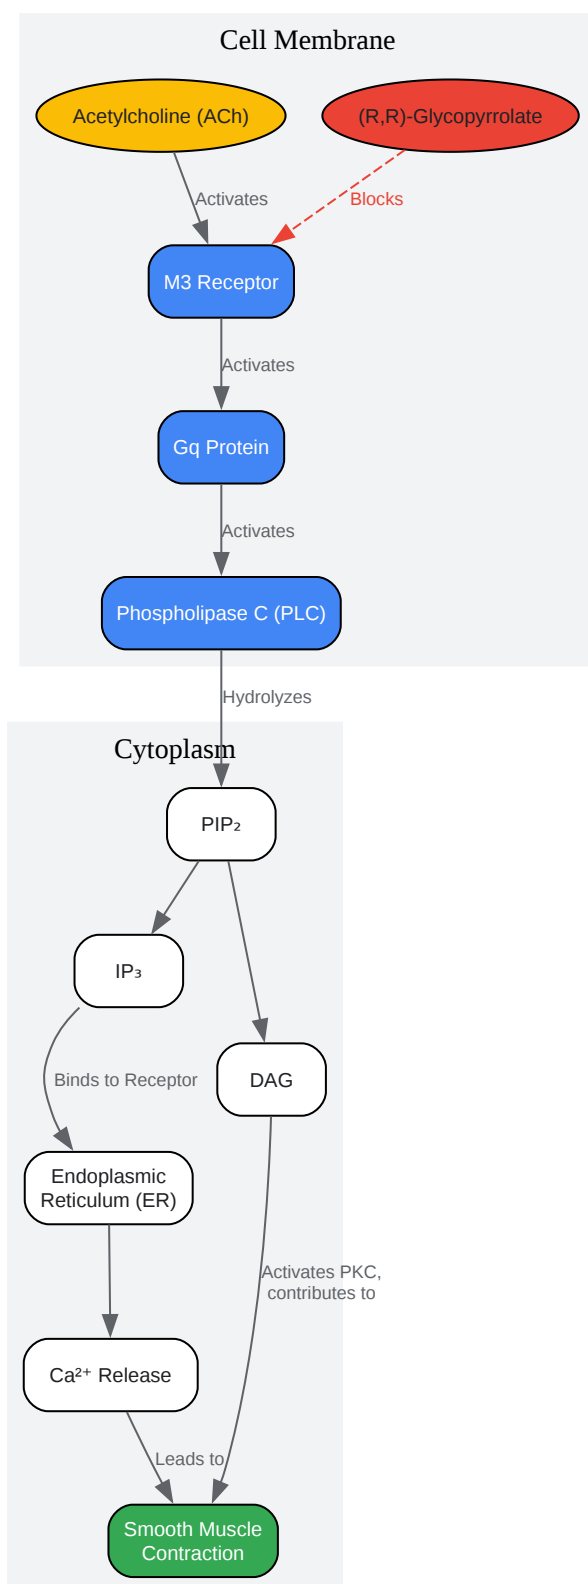 Cell Membrane
Acetylcholine (ACh)
(R,R)-Glycopyrrolate
Activates
Blocks
M3 Receptor
Activates
Gq Protein
Activates
Phospholipase C (PLC)
Hydrolyzes
Cytoplasm
PIP₂
IP₃
Binds to Receptor
DAG
Endoplasmic
Reticulum (ER)
Activates PKC,
contributes to
Ca²⁺ Release
Leads to
Smooth Muscle
Contraction